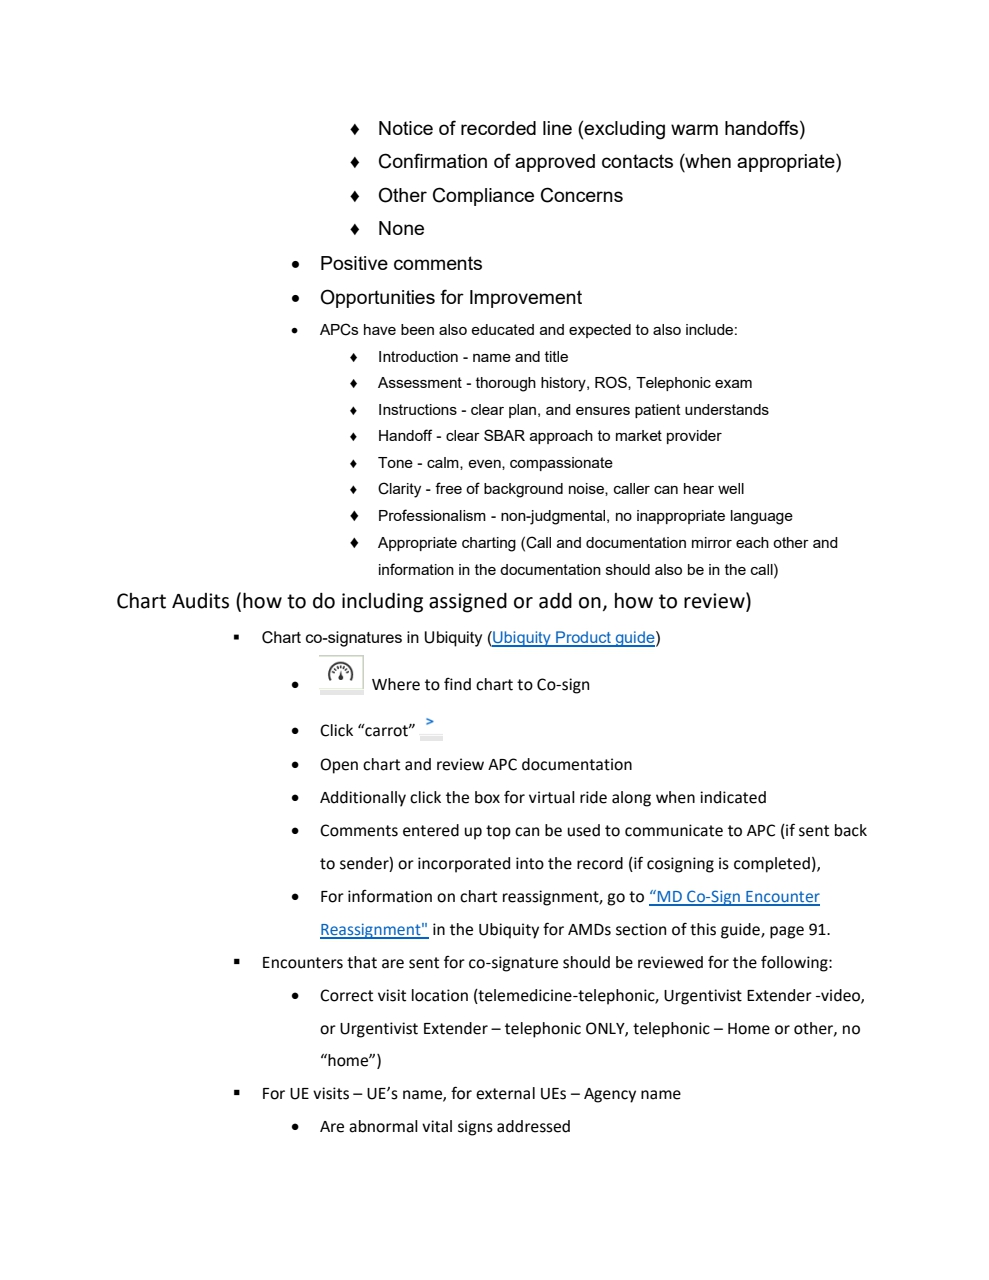 ♦ Notice of recorded line (excluding warm handoffs)
♦ Confirmation of approved contacts (when appropriate)
♦ Other Compliance Concerns
♦ None
• Positive comments
• Opportunities for Improvement
• APCs have been also educated and expected to also include:
♦ Introduction - name and title
♦ Assessment - thorough history, ROS, Telephonic exam
♦ Instructions - clear plan, and ensures patient understands
♦ Handoff - clear SBAR approach to market provider
♦ Tone - calm, even, compassionate
♦ Clarity - free of background noise, caller can hear well
♦ Professionalism - non-judgmental, no inappropriate language
♦ Appropriate charting (Call and documentation mirror each other and
information in the documentation should also be in the call)
Chart Audits (how to do including assigned or add on, how to review)
▪ Chart co-signatures in Ubiquity (Ubiquity Product guide)
• Where to find chart to Co-sign
• Click “carrot” >
• Open chart and review APC documentation
• Additionally click the box for virtual ride along when indicated
• Comments entered up top can be used to communicate to APC (if sent back
to sender) or incorporated into the record (if cosigning is completed),
• For information on chart reassignment, go to “MD Co-Sign Encounter
Reassignment" in the Ubiquity for AMDs section of this guide, page 91.
▪ Encounters that are sent for co-signature should be reviewed for the following:
• Correct visit location (telemedicine-telephonic, Urgentivist Extender -video,
or Urgentivist Extender – telephonic ONLY, telephonic – Home or other, no
“home”)
▪ For UE visits – UE’s name, for external UEs – Agency name
• Are abnormal vital signs addressed